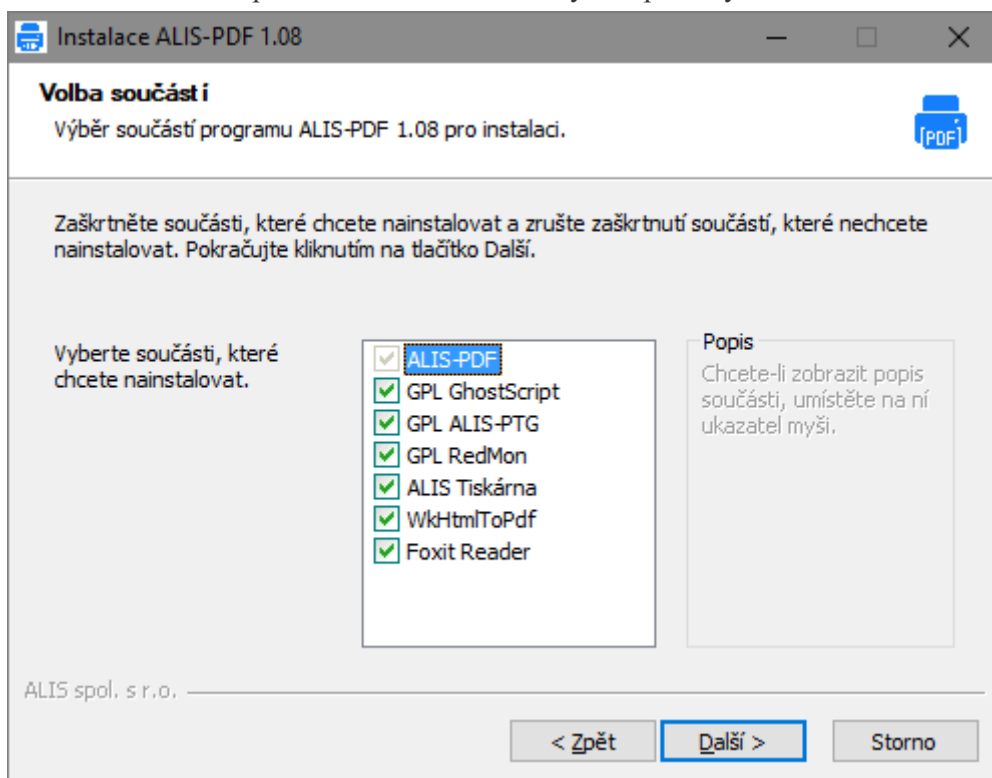 Instalace ALIS-PDF 1.08
Volba součástí
Výběr součástí programu ALIS-PDF 1.08 pro instalaci.
[PDF]
Zaškrtněte součásti, které chcete nainstalovat a zrušte zaškrtnutí součástí, které nechcete
nainstalovat. Pokračujte kliknutím na tlačítko Další.
Vyberte součásti, které
chcete nainstalovat.
ALIS-PDF
GPL GhostScript
GPL ALIS-PTG
GPL RedMon
ALIS Tiskárna
WkHtmlToPdf
Foxit Reader
Popis
Chcete-li zobrazit popis
součásti, umístěte na ní
ukazatel myši.
ALIS spol. s r.o.
< Zpět
Další >
Storno